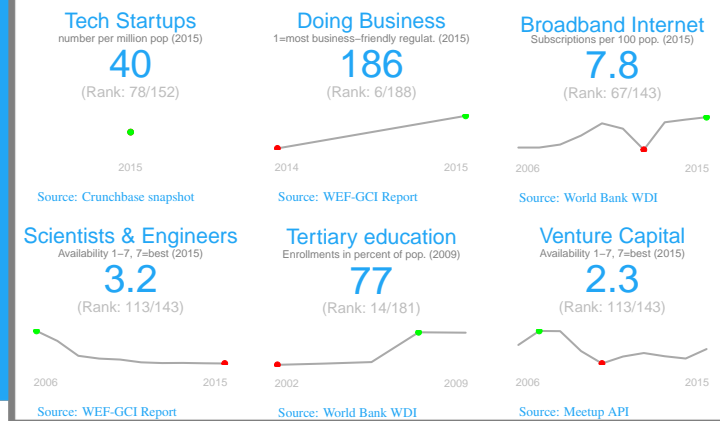 Tech Startups
number per million pop (2015)
40
(Rank: 78/152)
2015
Source: Crunchbase snapshot
Doing Business
1=most business−friendly regulat. (2015)
186
(Rank: 6/188)
2014 2015
Source: WEF-GCI Report
Broadband Internet
Subscriptions per 100 pop. (2015)
7.8
(Rank: 67/143)
2006 2015
Source: World Bank WDI
Scientists & Engineers
Availability 1−7, 7=best (2015)
3.2
(Rank: 113/143)
2006 2015
Source: WEF-GCI Report
Tertiary education
Enrollments in percent of pop. (2009)
77
(Rank: 14/181)
2002 2009
Source: World Bank WDI
Venture Capital
Availability 1−7, 7=best (2015)
2.3
(Rank: 113/143)
2006 2015
Source: Meetup API